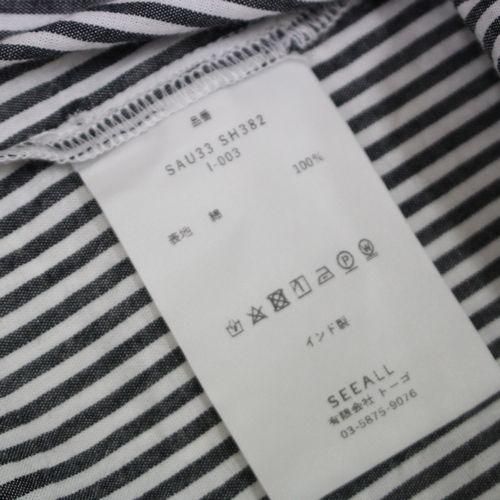 品番
SAU33 SH382
I-003
表地 綿 100%
インド製
SEEALL
有限会社 トーゴ
03-5875-9076